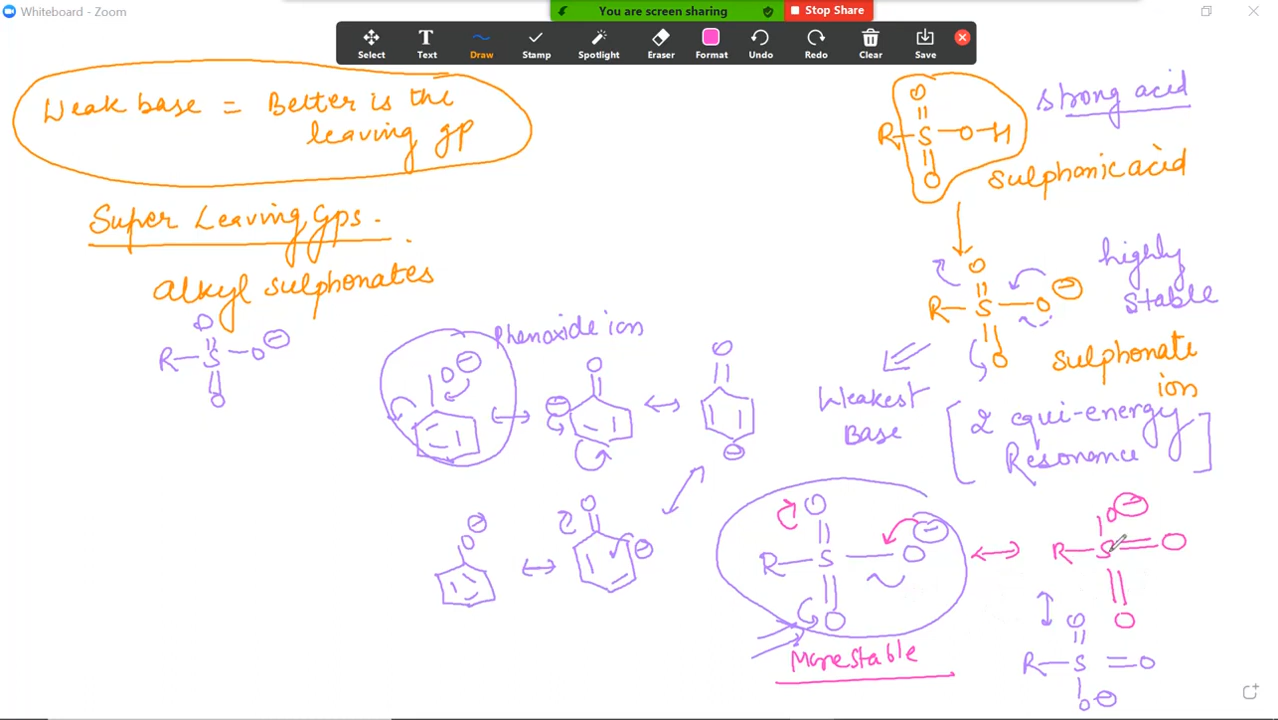 Whiteboard - Zoom
You are screen sharing
Stop Share
Select
Text
Draw
Stamp
Spotlight
Eraser
Format
Undo
Redo
Clear
Save
Weak base = Better is the
leaving gp
Super Leaving Gps.
alkyl sulphonates
O
R-S-O⊖
O
Phenoxide ion
O⊖
O
⊖
O
⊖
O⊖
O
⊖
O
R-S-O-H
O
strong acid
sulphonic acid
O
R-S-O⊖
O
highly
stable
sulphonate
ion
Weakest
Base
[2 equi-energy
Resonance]
O
R-S-O⊖
O
More stable
O⊖
R-S=O
O
O
R-S=O
O⊖